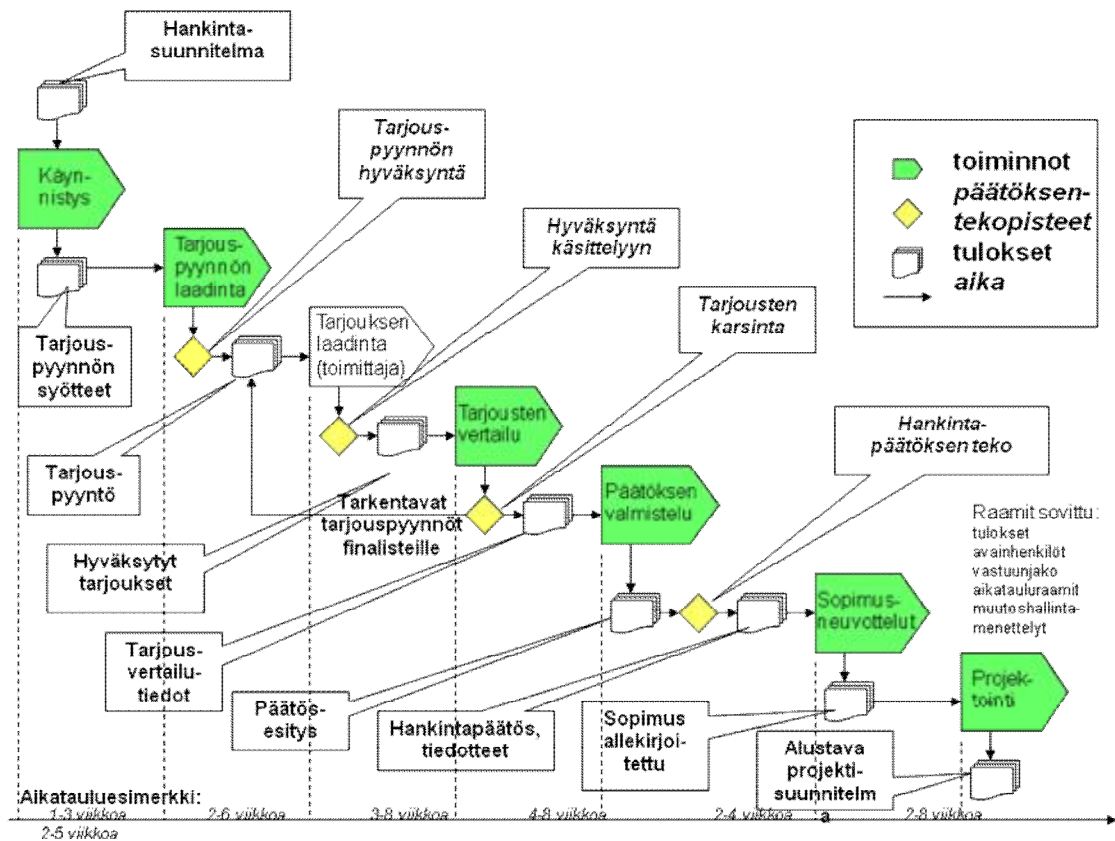 Hankinta-
suunnitelma
Käyn-
nistys
Tarjous-
pyynnön
hyväksyntä
toiminnot
päätöksen-
tekopisteet
tulokset
aika
Tarjous-
pyynnön
laadinta
Hyväksyntä
käsittelyyn
Tarjousten
karsinta
Tarjous-
pyynnön
syötteet
Tarjouksen
laadinta
(toimittaja)
Tarjousten
vertailu
Hankinta-
päätöksen teko
Tarjous-
pyyntö
Tarkentavat
tarjouspyynnöt
finalisteille
Päätöksen
valmistelu
Raamit sovittu:
tulokset
avainhenkilöt
vastuunjako
aikatauluraamit
muutoshallinta-
menettelyt
Hyväksytyt
tarjoukset
Sopimus-
neuvottelut
Tarjous-
vertailu-
tiedot
Päätös-
esitys
Hankintapäätös,
tiedotteet
Sopimus
allekirjoi-
tettu
Projek-
tointi
Alustava
projekti-
suunnitelm
a
Aikatauluesimerkki:
1-3 viikkoa
2-6 viikkoa
3-8 viikkoa
4-8 viikkoa
2-4 viikkoa
2-8 viikkoa
2-5 viikkoa